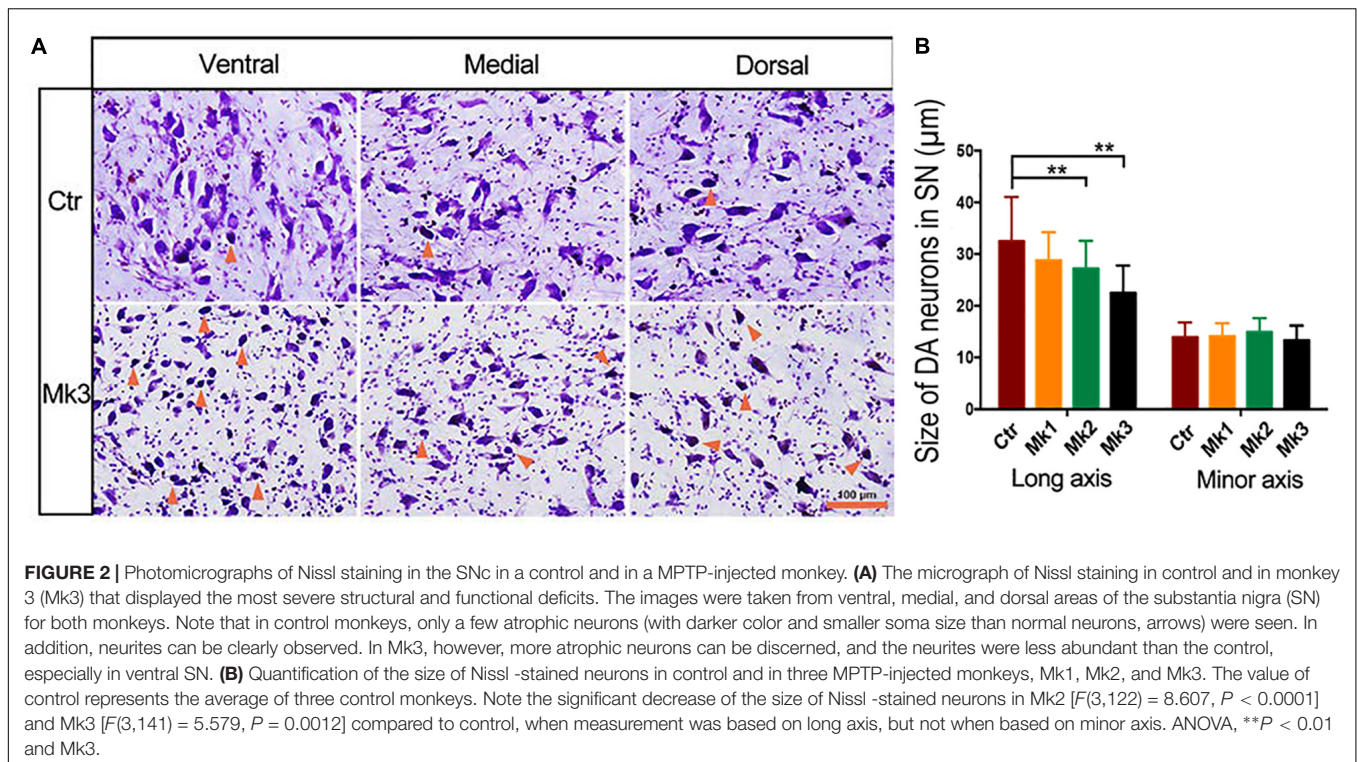 A
B
Ventral Medial Dorsal
Ctr
Mk3
100 µm
Size of DA neurons in SN (µm)
50
40
30
20
10
0
**
**
Ctr Mk1 Mk2 Mk3 Ctr Mk1 Mk2 Mk3
Long axis Minor axis
FIGURE 2 | Photomicrographs of Nissl staining in the SNc in a control and in a MPTP-injected monkey. (A) The micrograph of Nissl staining in control and in monkey
3 (Mk3) that displayed the most severe structural and functional deficits. The images were taken from ventral, medial, and dorsal areas of the substantia nigra (SN)
for both monkeys. Note that in control monkeys, only a few atrophic neurons (with darker color and smaller soma size than normal neurons, arrows) were seen. In
addition, neurites can be clearly observed. In Mk3, however, more atrophic neurons can be discerned, and the neurites were less abundant than the control,
especially in ventral SN. (B) Quantification of the size of Nissl -stained neurons in control and in three MPTP-injected monkeys, Mk1, Mk2, and Mk3. The value of
control represents the average of three control monkeys. Note the significant decrease of the size of Nissl -stained neurons in Mk2 [F(3,122) = 8.607, P < 0.0001]
and Mk3 [F(3,141) = 5.579, P = 0.0012] compared to control, when measurement was based on long axis, but not when based on minor axis. ANOVA, **P < 0.01
and Mk3.